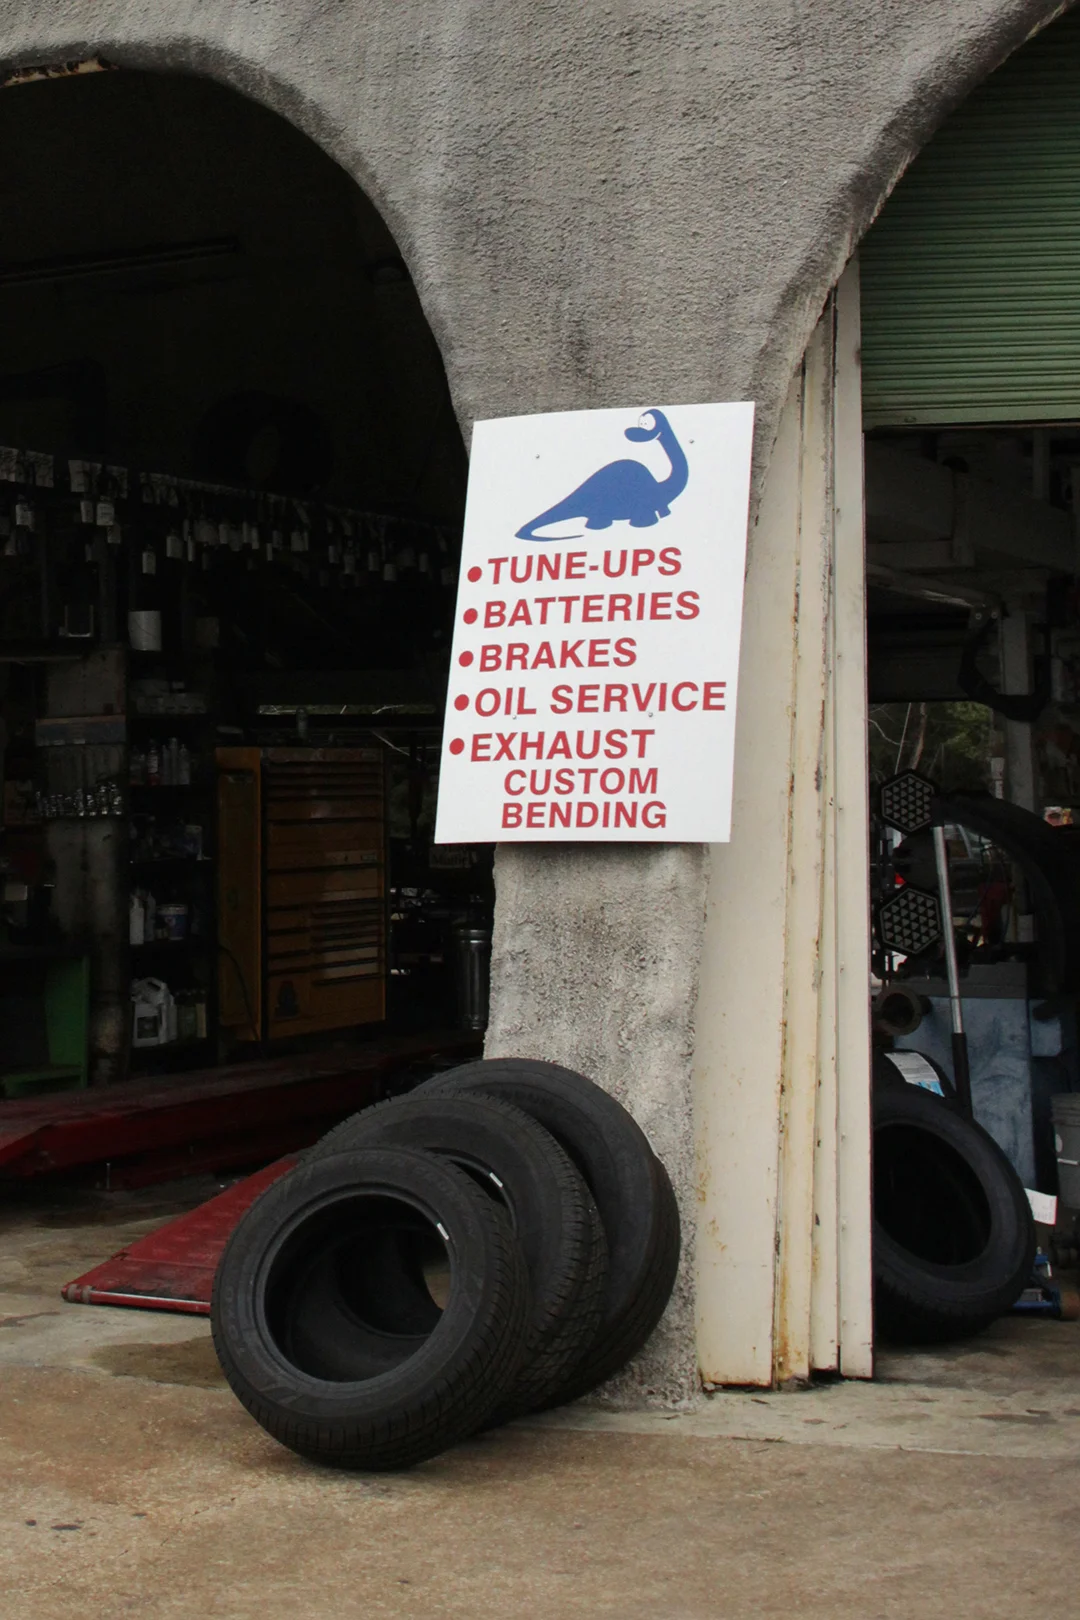 •TUNE-UPS
•BATTERIES
•BRAKES
•OIL SERVICE
•EXHAUST
CUSTOM
BENDING